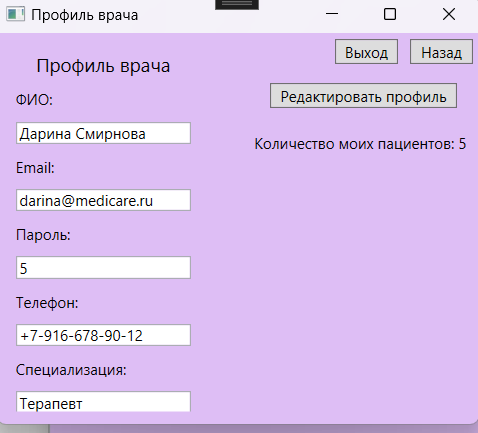 Профиль врача
Выход Назад
Профиль врача
Редактировать профиль
ФИО:
Дарина Смирнова
Количество моих пациентов: 5
Email:
darina@medicare.ru
Пароль:
5
Телефон:
+7-916-678-90-12
Специализация:
Терапевт